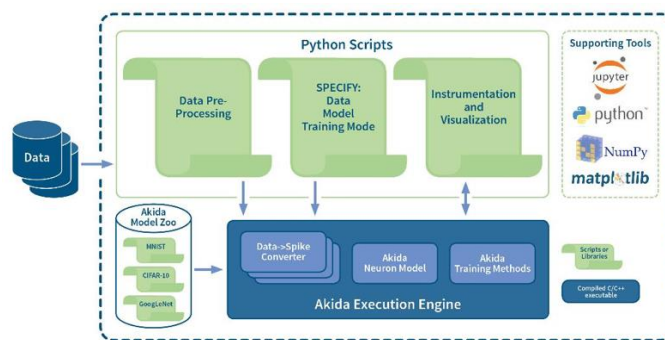 Python Scripts
Supporting Tools
Data Pre-
Processing
SPECIFY:
Data
Model
Training Mode
Instrumentation
and
Visualization
jupyter
python™
NumPy
matplotlib
Data
Akida
Model Zoo
MNIST
CIFAR-10
GoogLeNet
Data->Spike
Converter
Akida
Neuron Model
Akida
Training Methods
Akida Execution Engine
Scripts or
Libraries
Compiled C/C++
executable